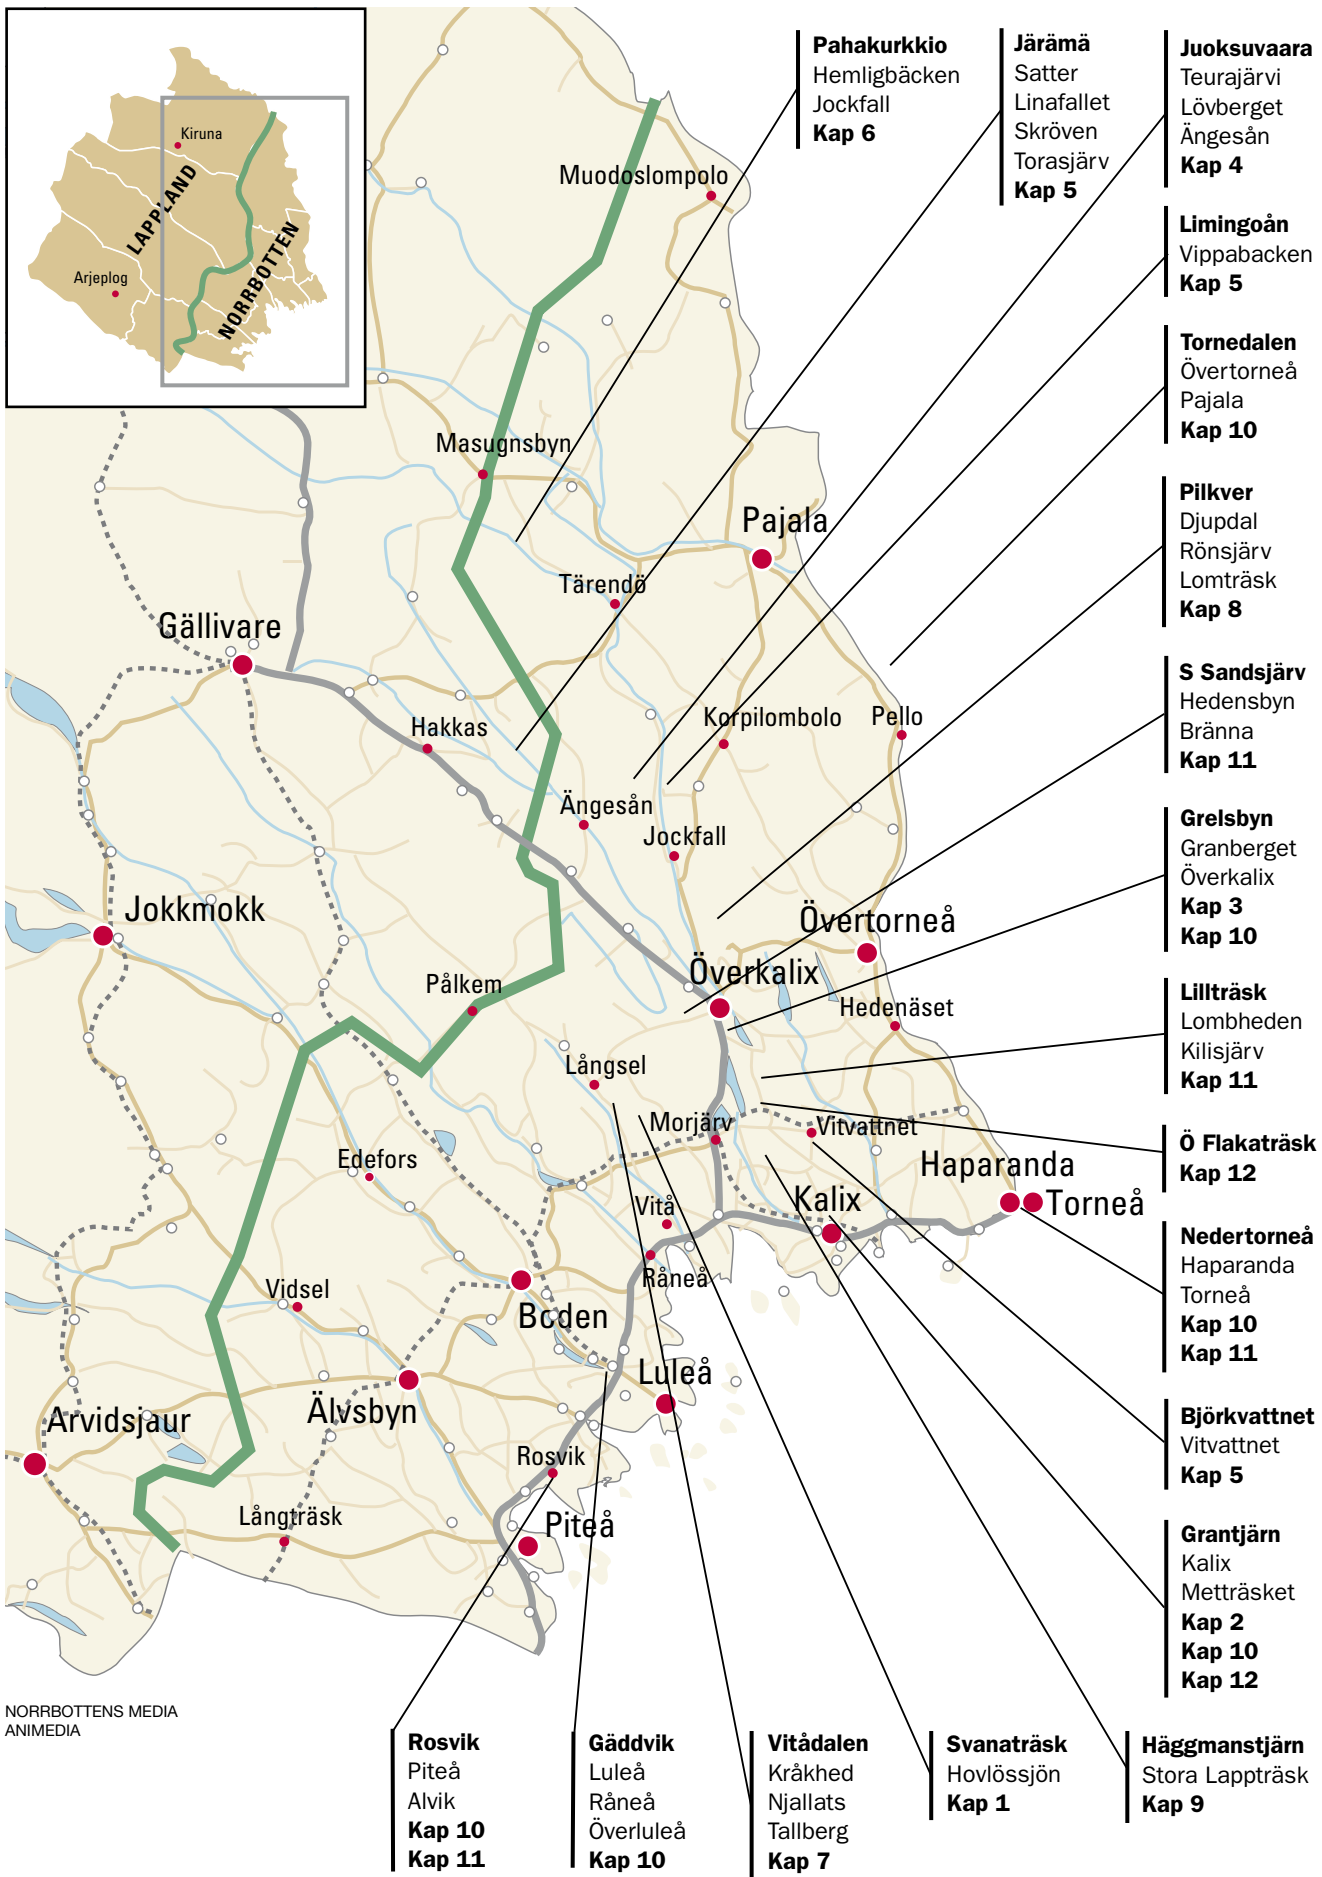 Kiruna
LAPPLAND
NORRBOTTEN
Arjeplog
Pahakurkkio
Hemligbäcken
Jockfall
Kap 6
Järämä
Satter
Linafallet
Skröven
Torasjärv
Kap 5
Juoksuvaara
Teurajärvi
Lövberget
Ängesån
Kap 4
Limingoån
Vippabacken
Kap 5
Tornedalen
Övertorneå
Pajala
Kap 10
Pilkver
Djupdal
Rönsjärv
Lomträsk
Kap 8
S Sandsjärv
Hedensbyn
Bränna
Kap 11
Grelsbyn
Granberget
Överkalix
Kap 3
Kap 10
Lillträsk
Lombheden
Kilisjärv
Kap 11
Ö Flakaträsk
Kap 12
Nedertorneå
Haparanda
Torneå
Kap 10
Kap 11
Björkvattnet
Vitvattnet
Kap 5
Grantjärn
Kalix
Metträsket
Kap 2
Kap 10
Kap 12
Muodoslompolo
Masugnsbyn
Pajala
Tärendö
Gällivare
Hakkas
Korpilombolo
Pello
Ängesån
Jockfall
Jokkmokk
Övertorneå
Överkalix
Pålkem
Hedenäset
Långsel
Morjärv
Vitvattnet
Edefors
Haparanda
Torneå
Kalix
Vitå
Råneå
Vidsel
Boden
Luleå
Älvsbyn
Arvidsjaur
Rosvik
Långträsk
Piteå
NORRBOTTENS MEDIA
ANIMEDIA
Rosvik
Piteå
Alvik
Kap 10
Kap 11
Gäddvik
Luleå
Råneå
Överluleå
Kap 10
Vitådalen
Kråkhed
Njallats
Tallberg
Kap 7
Svanaträsk
Hovlössjön
Kap 1
Häggmanstjärn
Stora Lappträsk
Kap 9